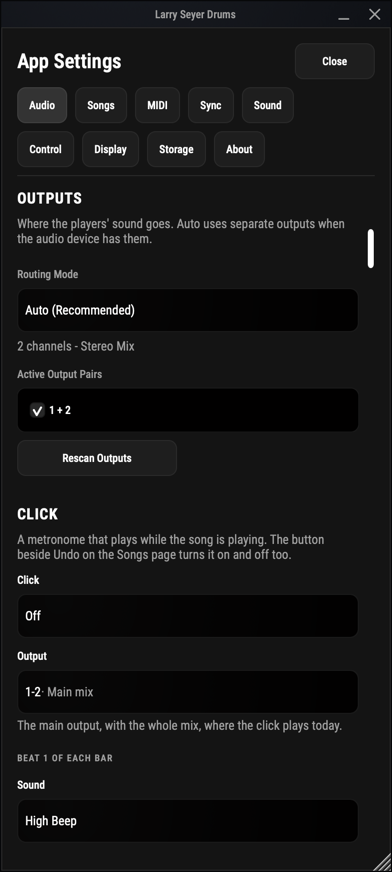 Larry Seyer Drums
App Settings
Close
Audio
Songs
MIDI
Sync
Sound
Control
Display
Storage
About
OUTPUTS
Where the players' sound goes. Auto uses separate outputs when
the audio device has them.
Routing Mode
Auto (Recommended)
2 channels - Stereo Mix
Active Output Pairs
1 + 2
Rescan Outputs
CLICK
A metronome that plays while the song is playing. The button
beside Undo on the Songs page turns it on and off too.
Click
Off
Output
1-2· Main mix
The main output, with the whole mix, where the click plays today.
BEAT 1 OF EACH BAR
Sound
High Beep